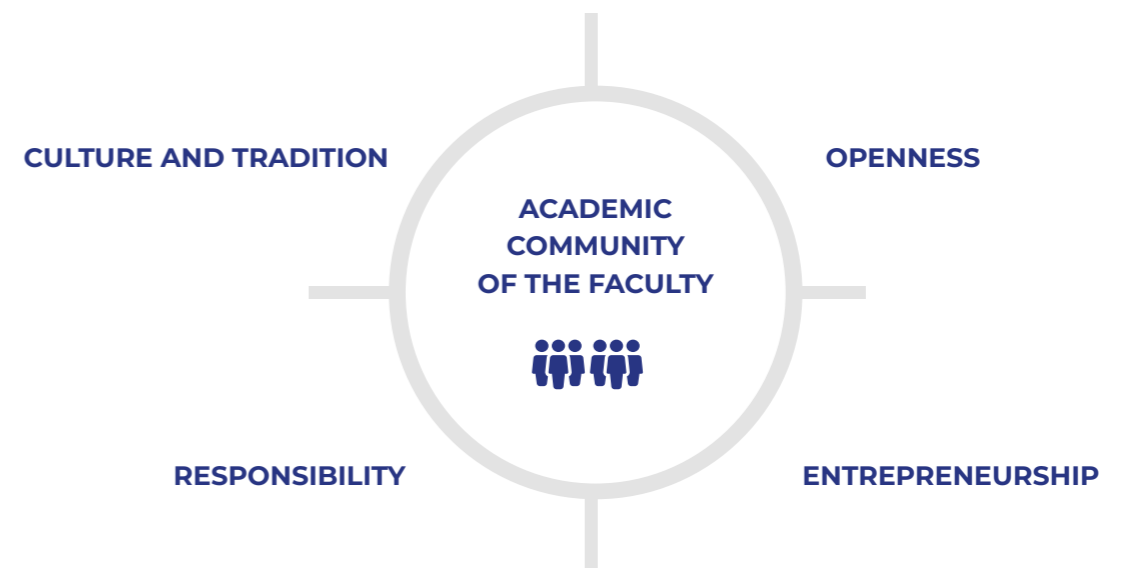 CULTURE AND TRADITION
OPENNESS
ACADEMIC
COMMUNITY
OF THE FACULTY
RESPONSIBILITY
ENTREPRENEURSHIP